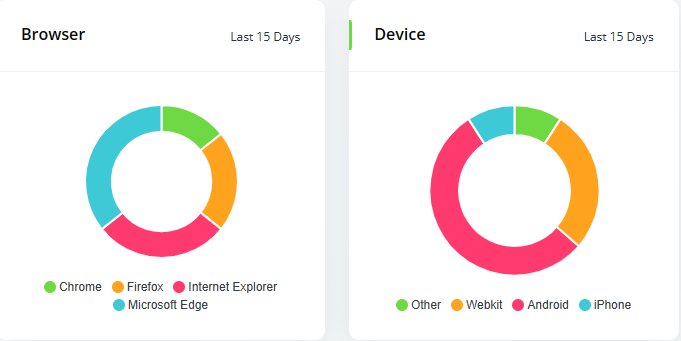 Browser
Last 15 Days
Chrome
Firefox
Internet Explorer
Microsoft Edge
Device
Last 15 Days
Other
Webkit
Android
iPhone